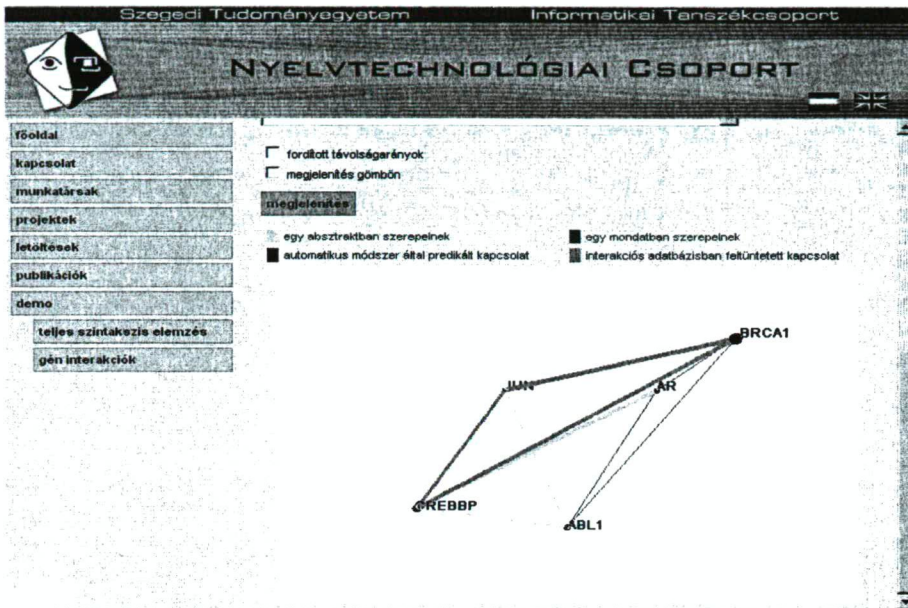 Szegedi Tudományegyetem Informatikai Tanszékcsoport
NYELVTECHNOLÓGIAI CSOPORT
főoldal
kapcsolat
munkatársak
projektek
letöltések
publikációk
demo
teljes szintakszis elemzés
gén interakciók
fordított távolságarányok
megjelenítés gömbön
megjelenítés
egy absztraktban szerepelnek
egy mondatban szerepelnek
automatikus módszer által predikált kapcsolat
interakciós adatbázisban feltüntetett kapcsolat
BRCA1
JUN
AR
CREBBP
ABL1